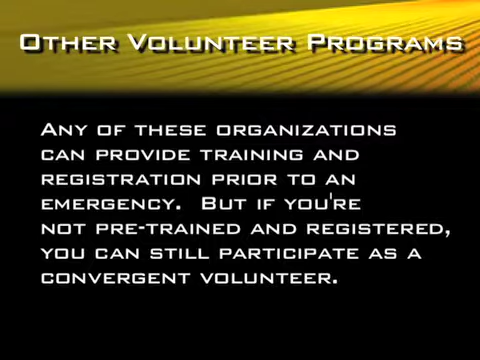 Other Volunteer Programs
Any of these organizations
can provide training and
registration prior to an
emergency. But if you're
not pre-trained and registered,
you can still participate as a
convergent volunteer.